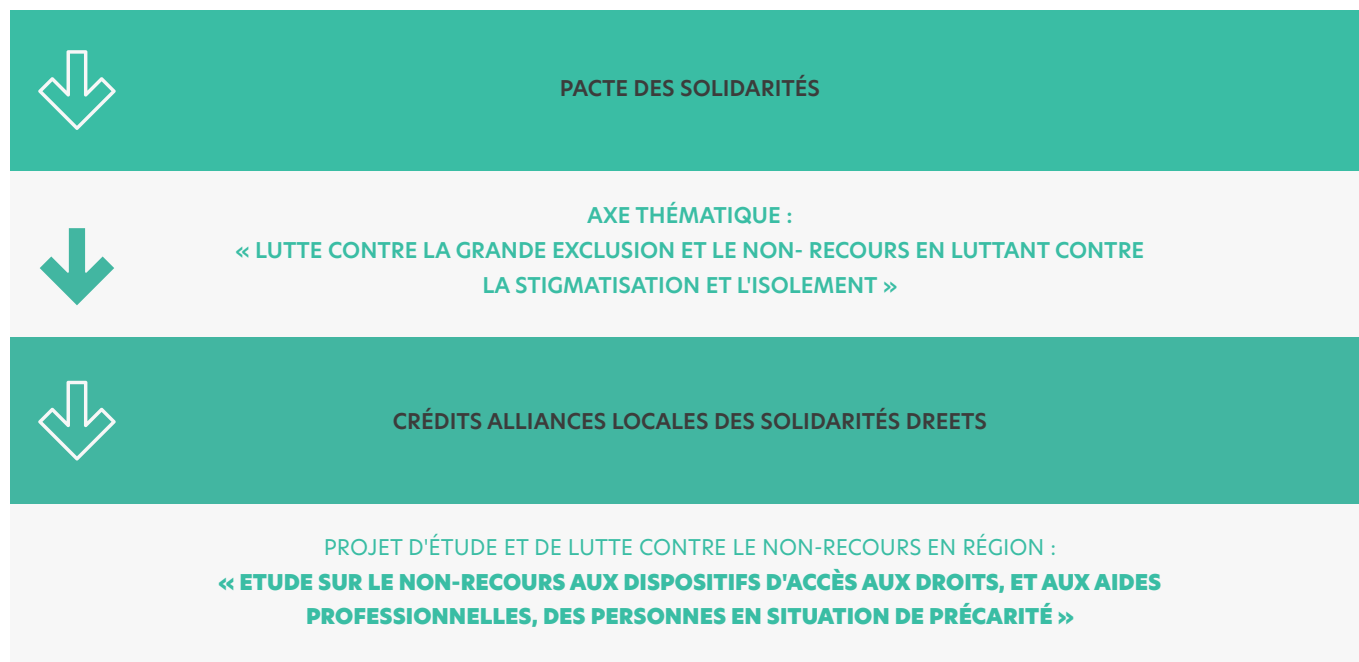 PACTE DES SOLIDARITÉS
AXE THÉMATIQUE :
« LUTTE CONTRE LA GRANDE EXCLUSION ET LE NON- RECOURS EN LUTTANT CONTRE
LA STIGMATISATION ET L'ISOLEMENT »
CRÉDITS ALLIANCES LOCALES DES SOLIDARITÉS DREETS
PROJET D'ÉTUDE ET DE LUTTE CONTRE LE NON-RECOURS EN RÉGION :
« ETUDE SUR LE NON-RECOURS AUX DISPOSITIFS D'ACCÈS AUX DROITS, ET AUX AIDES
PROFESSIONNELLES, DES PERSONNES EN SITUATION DE PRÉCARITÉ »